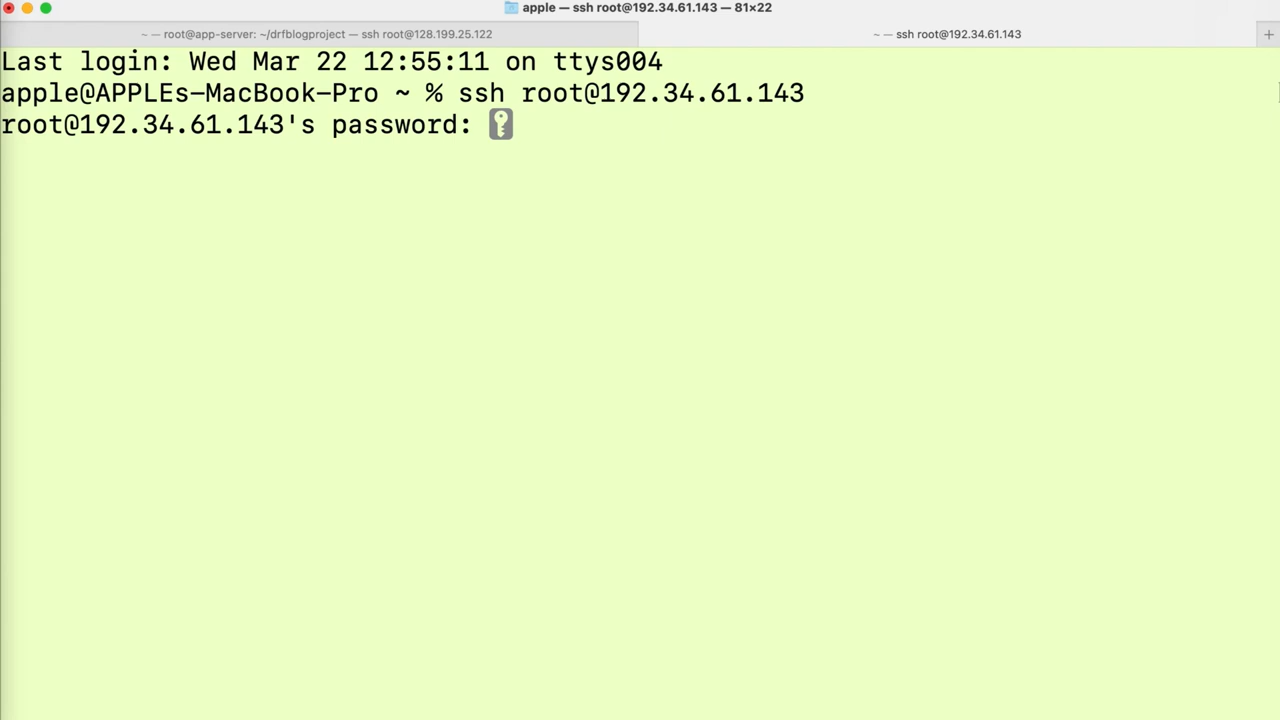 apple — ssh root@192.34.61.143 — 81×22
~ — root@app-server: ~/drfblogproject — ssh root@128.199.25.122
~ — ssh root@192.34.61.143
+
Last login: Wed Mar 22 12:55:11 on ttys004
apple@APPLEs-MacBook-Pro ~ % ssh root@192.34.61.143
root@192.34.61.143's password: